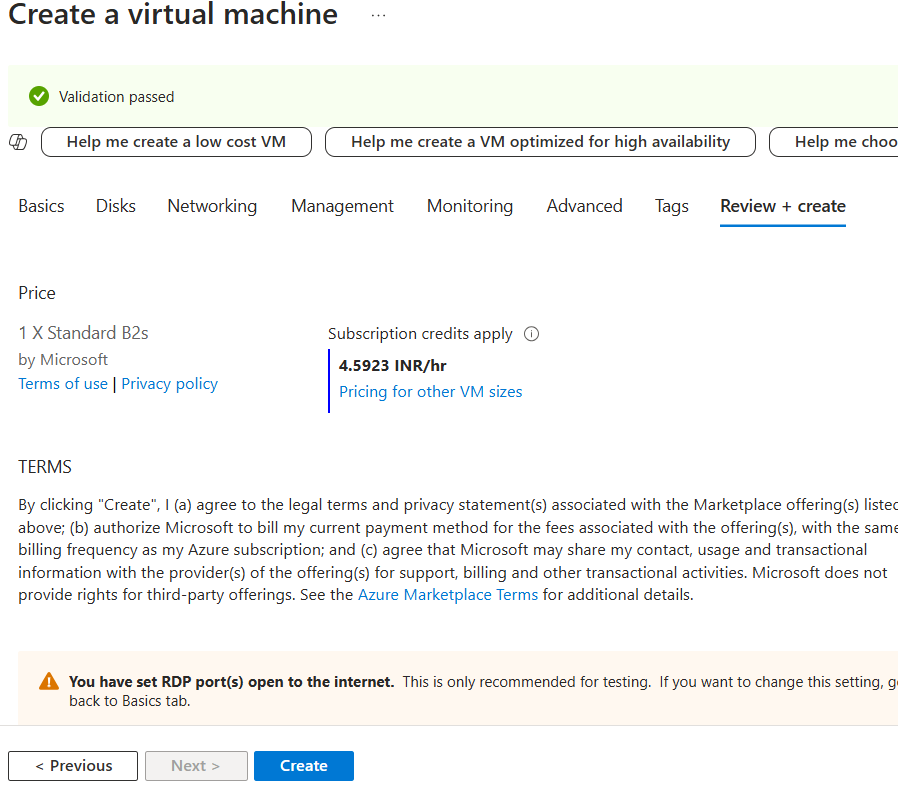 Create a virtual machine ...
Validation passed
Help me create a low cost VM
Help me create a VM optimized for high availability
Help me choo
Basics Disks Networking Management Monitoring Advanced Tags Review + create
Price
1 X Standard B2s
by Microsoft
Terms of use | Privacy policy
Subscription credits apply
4.5923 INR/hr
Pricing for other VM sizes
TERMS
By clicking "Create", I (a) agree to the legal terms and privacy statement(s) associated with the Marketplace offering(s) listed
above; (b) authorize Microsoft to bill my current payment method for the fees associated with the offering(s), with the same
billing frequency as my Azure subscription; and (c) agree that Microsoft may share my contact, usage and transactional
information with the provider(s) of the offering(s) for support, billing and other transactional activities. Microsoft does not
provide rights for third-party offerings. See the Azure Marketplace Terms for additional details.
You have set RDP port(s) open to the internet. This is only recommended for testing. If you want to change this setting, go
back to Basics tab.
< Previous
Next >
Create